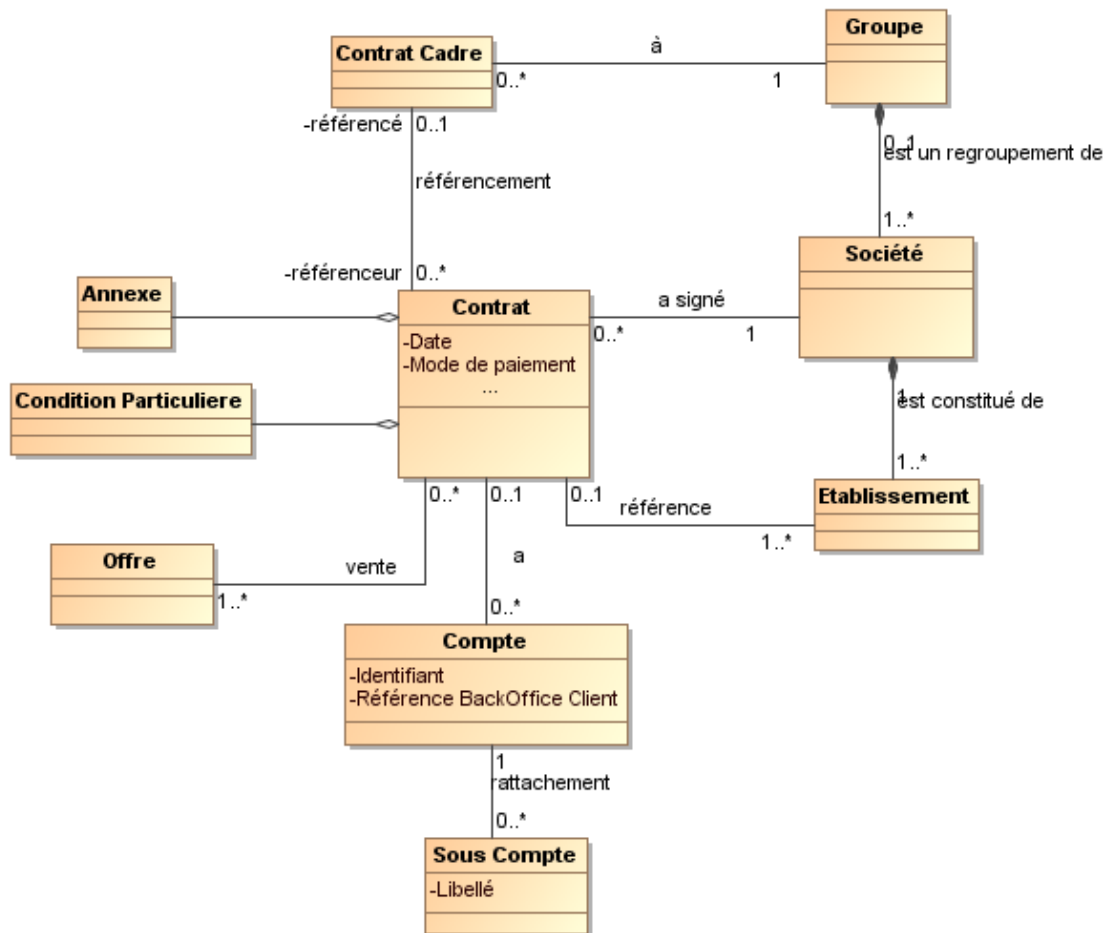 Groupe
Contrat Cadre
à
0..*
1
-référencé
0..1
0..1
est un regroupement de
référencement
1..*
Société
-référenceur
0..*
Annexe
Contrat
a signé
0..*
1
-Date
-Mode de paiement
...
Condition Particuliere
1
est constitué de
1..*
0..*
0..1
0..1
référence
Etablissement
1..*
Offre
vente
a
1..*
0..*
Compte
-Identifiant
-Référence BackOffice Client
1
rattachement
0..*
Sous Compte
-Libellé